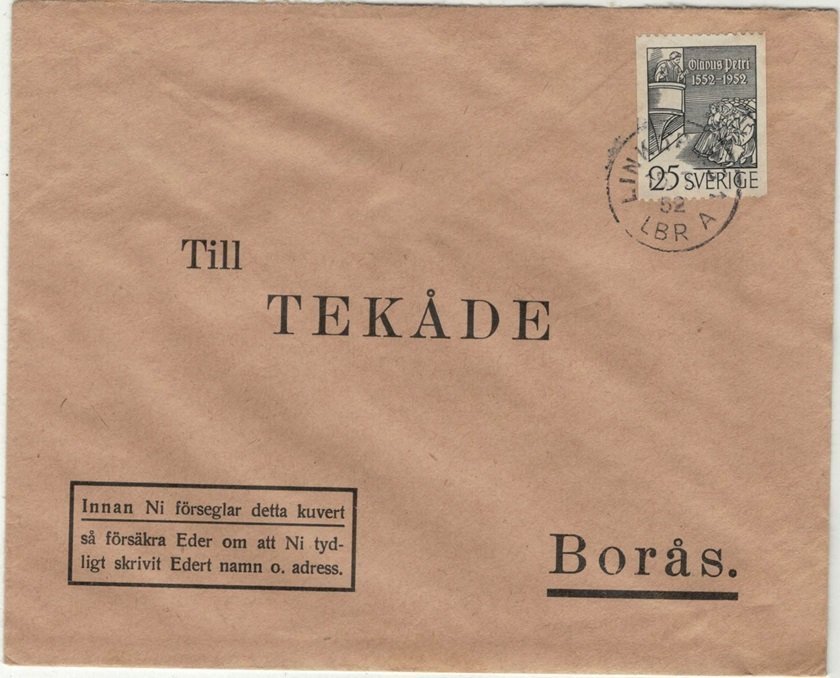 Olavus Petri
1552-1952
25 SVERIGE
52
LBR A
Till
TEKÅDE
Innan Ni förseglar detta kuvert
så försäkra Eder om att Ni tyd-
ligt skrivit Edert namn o. adress.
Borås.